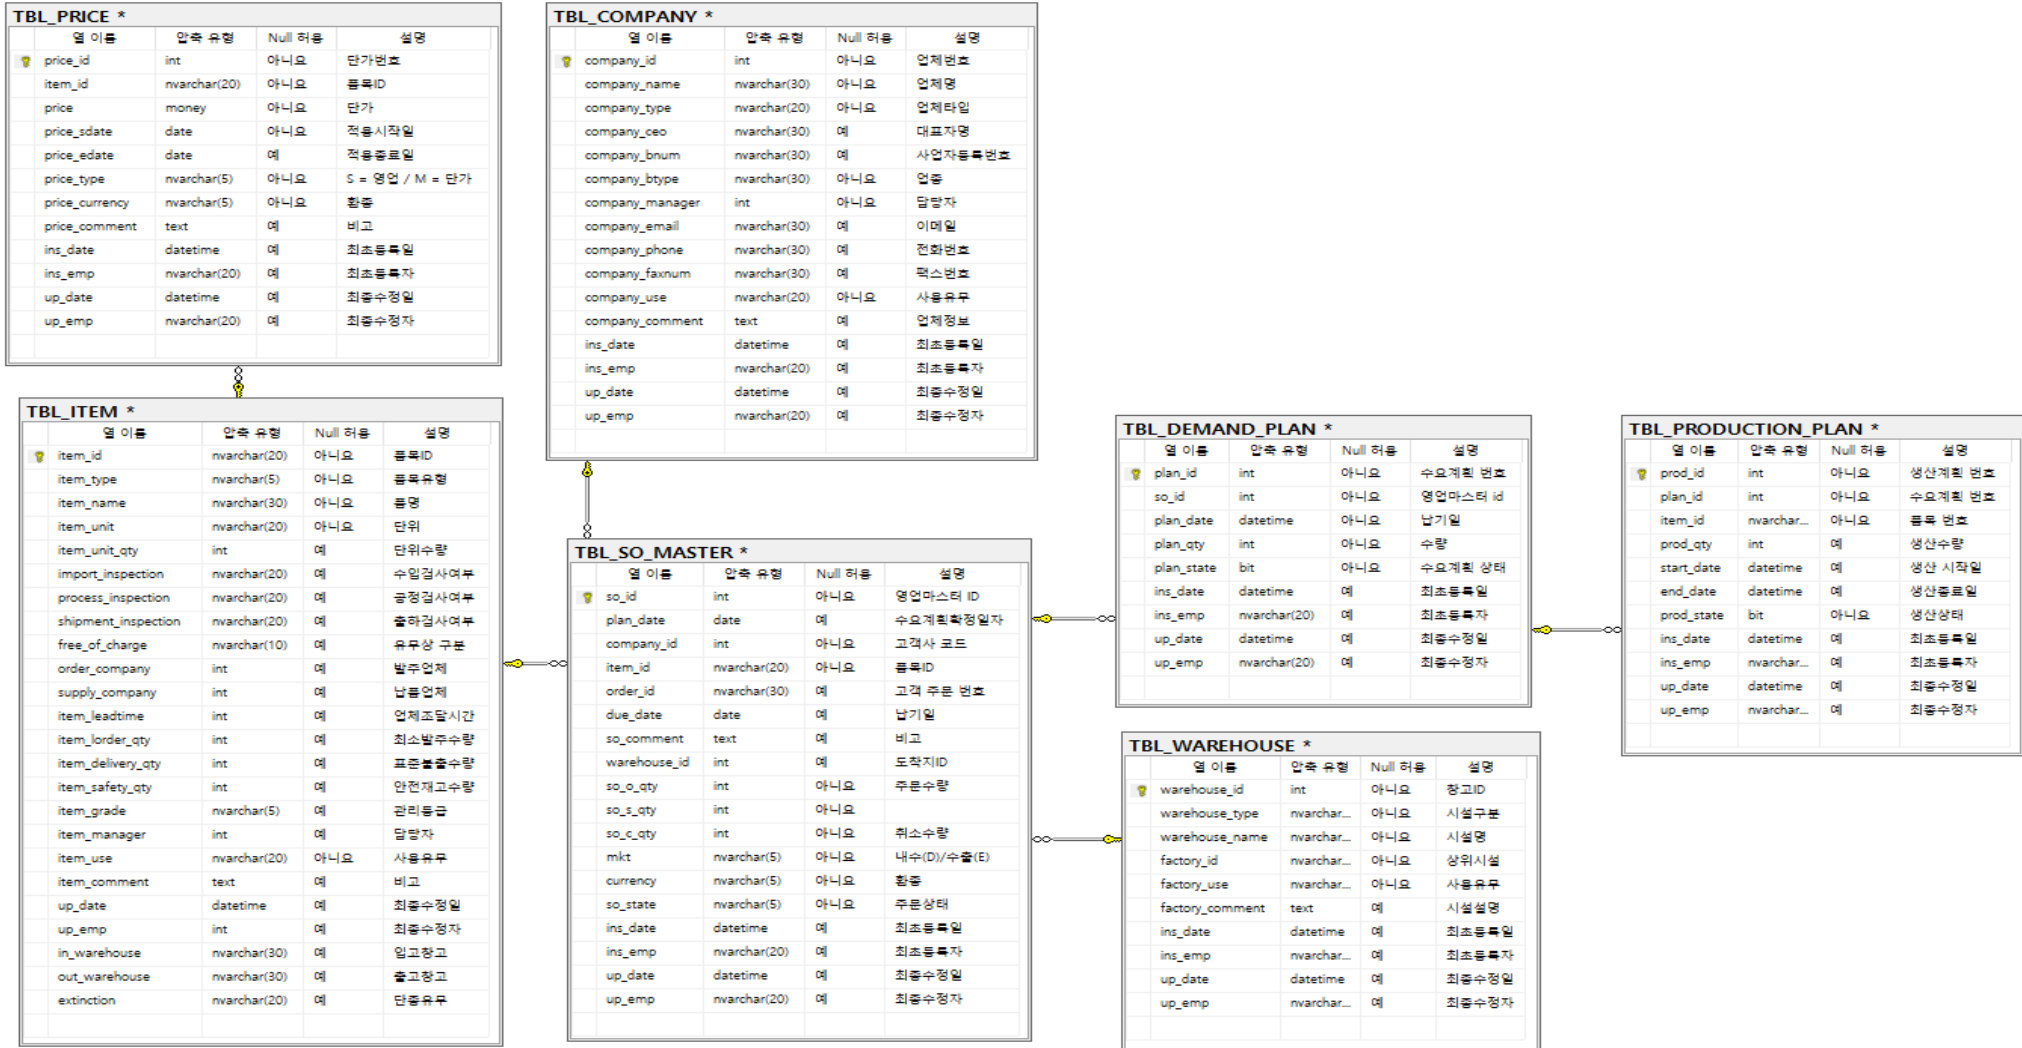 TBL_PRICE *
열 이름 압축 유형 Null 허용 설명
price_id int 아니요 단가번호
item_id nvarchar(20) 아니요 품목ID
price money 아니요 단가
price_sdate date 아니요 적용시작일
price_edate date 예 적용종료일
price_type nvarchar(5) 아니요 S = 영업 / M = 단가
price_currency nvarchar(5) 아니요 환종
price_comment text 예 비고
ins_date datetime 예 최초등록일
ins_emp nvarchar(20) 예 최초등록자
up_date datetime 예 최종수정일
up_emp nvarchar(20) 예 최종수정자
TBL_COMPANY *
열 이름 압축 유형 Null 허용 설명
company_id int 아니요 업체번호
company_name nvarchar(30) 아니요 업체명
company_type nvarchar(20) 아니요 업체타입
company_ceo nvarchar(30) 예 대표자명
company_bnum nvarchar(30) 예 사업자등록번호
company_btype nvarchar(30) 아니요 업종
company_manager int 아니요 담당자
company_email nvarchar(30) 예 이메일
company_phone nvarchar(30) 예 전화번호
company_faxnum nvarchar(30) 예 팩스번호
company_use nvarchar(20) 아니요 사용유무
company_comment text 예 업체정보
ins_date datetime 예 최초등록일
ins_emp nvarchar(20) 예 최초등록자
up_date datetime 예 최종수정일
up_emp nvarchar(20) 예 최종수정자
TBL_ITEM *
열 이름 압축 유형 Null 허용 설명
item_id nvarchar(20) 아니요 품목ID
item_type nvarchar(5) 아니요 품목유형
item_name nvarchar(30) 아니요 품명
item_unit nvarchar(20) 아니요 단위
item_unit_qty int 예 단위수량
import_inspection nvarchar(20) 예 수입검사여부
process_inspection nvarchar(20) 예 공정검사여부
shipment_inspection nvarchar(20) 예 출하검사여부
free_of_charge nvarchar(10) 예 유무상 구분
order_company int 예 발주업체
supply_company int 예 납품업체
item_leadtime int 예 업체조달시간
item_lorder_qty int 예 최소발주수량
item_delivery_qty int 예 표준불출수량
item_safety_qty int 예 안전재고수량
item_grade nvarchar(5) 예 관리등급
item_manager int 예 담당자
item_use nvarchar(20) 아니요 사용유무
item_comment text 예 비고
up_date datetime 예 최종수정일
up_emp int 예 최종수정자
in_warehouse nvarchar(30) 예 입고창고
out_warehouse nvarchar(30) 예 출고창고
extinction nvarchar(20) 예 단종유무
TBL_SO_MASTER *
열 이름 압축 유형 Null 허용 설명
so_id int 아니요 영업마스터 ID
plan_date date 예 수요계획확정일자
company_id int 아니요 고객사 코드
item_id nvarchar(20) 아니요 품목ID
order_id nvarchar(30) 예 고객 주문 번호
due_date date 예 납기일
so_comment text 예 비고
warehouse_id int 예 도착지ID
so_o_qty int 아니요 주문수량
so_s_qty int 아니요
so_c_qty int 아니요 취소수량
mkt nvarchar(5) 아니요 내수(D)/수출(E)
currency nvarchar(5) 아니요 환종
so_state nvarchar(5) 아니요 주문상태
ins_date datetime 예 최초등록일
ins_emp nvarchar(20) 예 최초등록자
up_date datetime 예 최종수정일
up_emp nvarchar(20) 예 최종수정자
TBL_DEMAND_PLAN *
열 이름 압축 유형 Null 허용 설명
plan_id int 아니요 수요계획 번호
so_id int 아니요 영업마스터 id
plan_date datetime 아니요 납기일
plan_qty int 아니요 수량
plan_state bit 아니요 수요계획 상태
ins_date datetime 예 최초등록일
ins_emp nvarchar(20) 예 최초등록자
up_date datetime 예 최종수정일
up_emp nvarchar(20) 예 최종수정자
TBL_PRODUCTION_PLAN *
열 이름 압축 유형 Null 허용 설명
prod_id int 아니요 생산계획 번호
plan_id int 아니요 수요계획 번호
item_id nvarchar... 아니요 품목 번호
prod_qty int 예 생산수량
start_date datetime 예 생산 시작일
end_date datetime 예 생산종료일
prod_state bit 아니요 생산상태
ins_date datetime 예 최초등록일
ins_emp nvarchar... 예 최초등록자
up_date datetime 예 최종수정일
up_emp nvarchar... 예 최종수정자
TBL_WAREHOUSE *
열 이름 압축 유형 Null 허용 설명
warehouse_id int 아니요 창고ID
warehouse_type nvarchar... 아니요 시설구분
warehouse_name nvarchar... 아니요 시설명
factory_id nvarchar... 아니요 상위시설
factory_use nvarchar... 아니요 사용유무
factory_comment text 예 시설설명
ins_date datetime 예 최초등록일
ins_emp nvarchar... 예 최초등록자
up_date datetime 예 최종수정일
up_emp nvarchar... 예 최종수정자